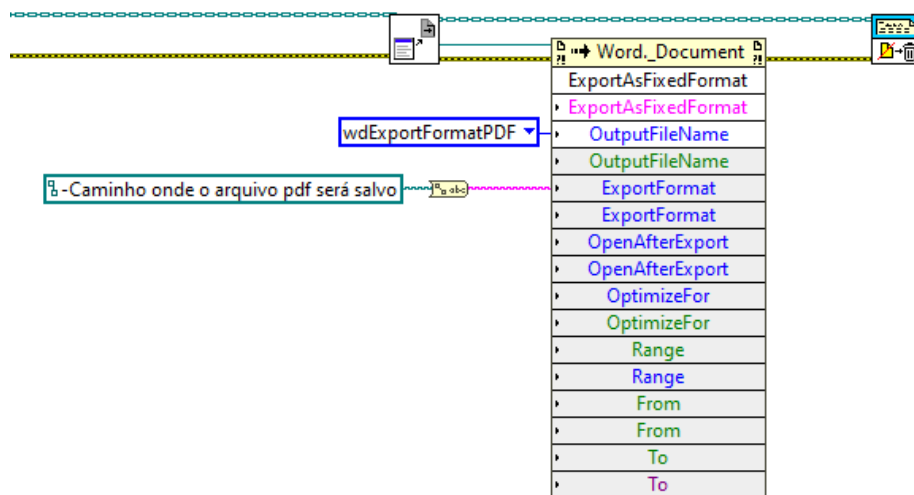 Word._Document
ExportAsFixedFormat
ExportAsFixedFormat
wdExportFormatPDF
OutputFileName
OutputFileName
-Caminho onde o arquivo pdf será salvo
abc
ExportFormat
ExportFormat
OpenAfterExport
OpenAfterExport
OptimizeFor
OptimizeFor
Range
Range
From
From
To
To